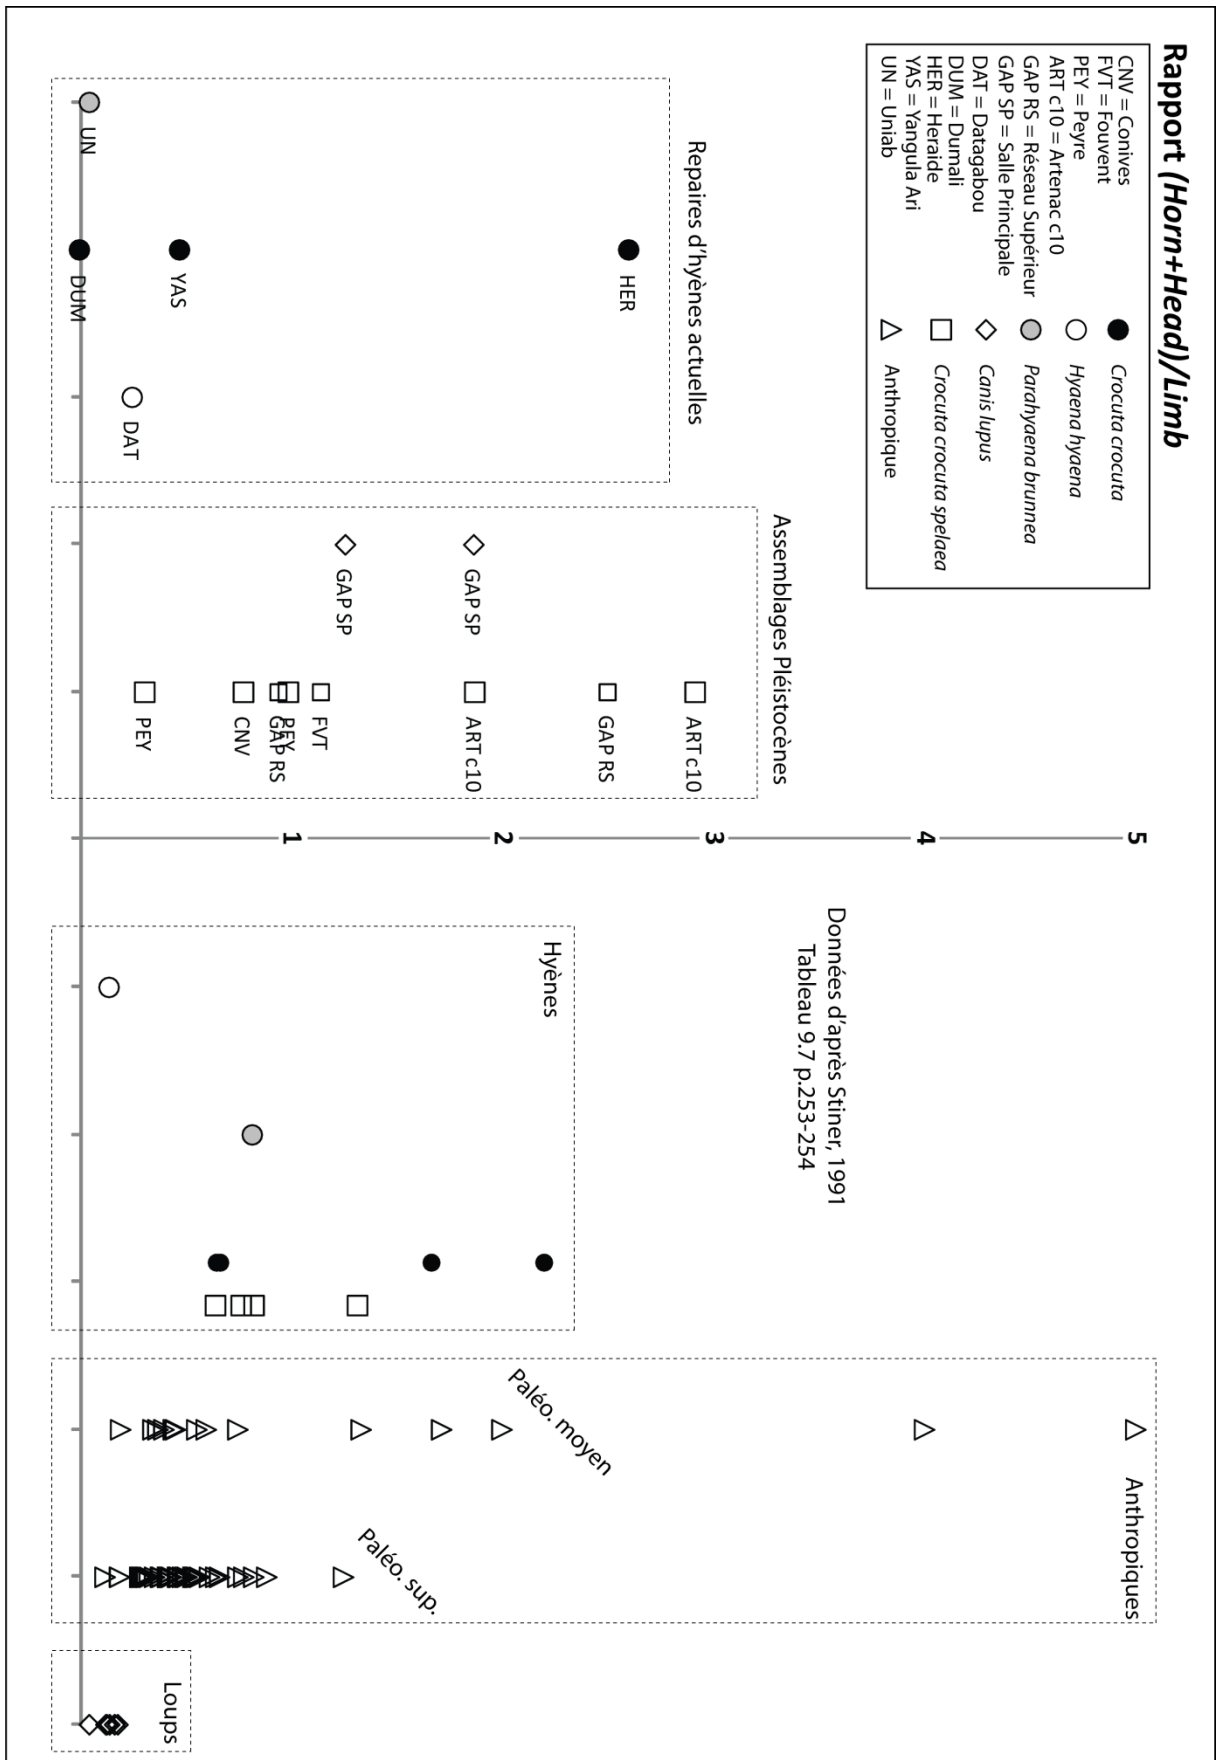 Rapport (Horn+Head)/Limb
CNV = Conives
FVT = Fouvent
PEY = Peyre
ART c10 = Artenac c10
GAP RS = Réseau Supérieur
GAP SP = Salle Principale
DAT = Datagabou
DUM = Dumali
HER = Heraide
YAS = Yangula Ari
UN = Uniab
Crocuta crocuta
Hyaena hyaena
Parahyaena brunnea
Canis lupus
Crocuta crocuta spelaea
Anthropique
Repaires d'hyènes actuelles
UN
HER
YAS
DUM
DAT
Assemblages Pléistocènes
GAP SP
GAP SP
ART c10
GAP RS
ART c10
FVT
PEY
GAP RS
CNV
PEY
5
4
3
2
1
Données d'après Stiner, 1991
Tableau 9.7 p.253-254
Hyènes
Anthropiques
Paléo. moyen
Paléo. sup.
Loups